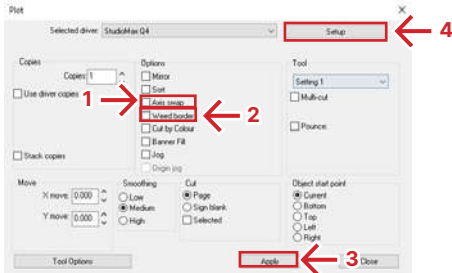 Plot
Selected driver: StudioMax Q4
Setup
4
Copies
Copies: 1
Use driver copies
Stack copies
Options
Mirror
Sort
1
Axis swap
Weed border
2
Cut by Colour
Banner Fill
Jog
Origin jog
Tool
Setting 1
Multi-cut
Pounce:
Move
X move: 0.000
Y move: 0.000
Smoothing
Low
Medium
High
Cut
Page
Sign blank
Selected
Object start point
Current
Bottom
Top
Left
Right
Tool Options
Apply
3
Close